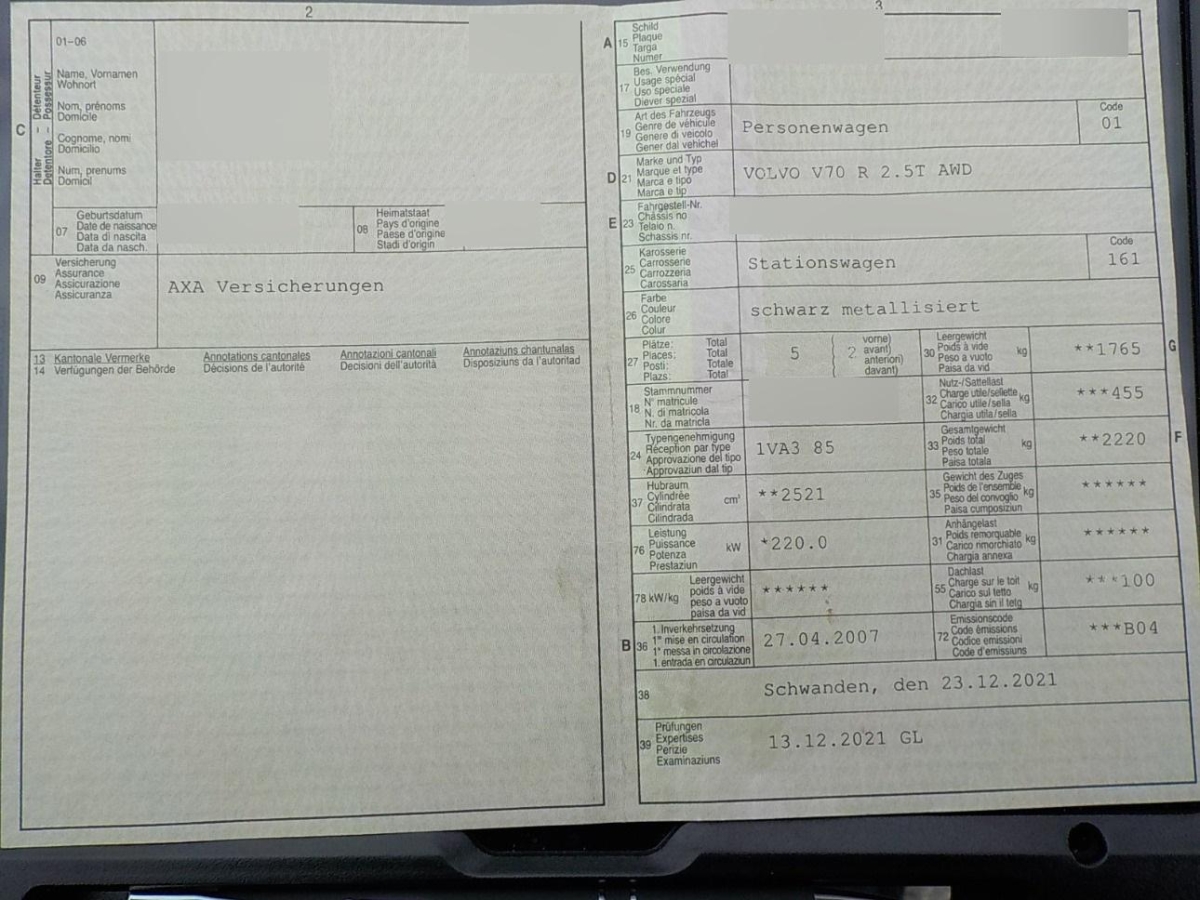 2
01-06
Name, Vornamen
Wohnort
Nom, prénoms
Domicile
Cognome, nomi
Domicilio
Num, prenums
Domicil
C
Halter – Détenteur
Detentore – Possessur
07
Geburtsdatum
Date de naissance
Data di nascita
Data da nasch.
08
Heimatstaat
Pays d'origine
Paese d'origine
Stadi d'origin
09
Versicherung
Assurance
Assicurazione
Assicuranza
AXA Versicherungen
13 Kantonale Vermerke Annotations cantonales Annotazioni cantonali Annotaziuns chantunalas
14 Verfügungen der Behörde Décisions de l'autorité Decisioni dell'autorità Disposiziuns da l'autoritad
3
A 15
Schild
Plaque
Targa
Numer
17
Bes. Verwendung
Usage spécial
Uso speciale
Diever spezial
19
Art des Fahrzeugs
Genre de véhicule
Genere di veicolo
Gener dal vehichel
Personenwagen
Code
01
D 21
Marke und Typ
Marque et type
Marca e tipo
Marca e tip
VOLVO V70 R 2.5T AWD
E 23
Fahrgestell-Nr.
Châssis no
Telaio n.
Schassis nr.
25
Karosserie
Carrosserie
Carrozzeria
Carossaria
Stationswagen
Code
161
26
Farbe
Couleur
Colore
Colur
schwarz metallisiert
27
Plätze: Total
Places: Total
Posti: Totale
Plazs: Total
5
2
vorne)
avant)
anteriori)
davant)
30
Leergewicht
Poids à vide
Peso a vuoto
Paisa da vid
kg
**1765
G
18
Stammnummer
N° matricule
N. di matricola
Nr. da matricla
32
Nutz-/Sattellast
Charge utile/sellette
Carico utile/sella
Chargia utila/sella
kg
***455
24
Typengenehmigung
Réception par type
Approvazione del tipo
Approvaziun dal tip
1VA3 85
33
Gesamtgewicht
Poids total
Peso totale
Paisa totala
kg
**2220
F
37
Hubraum
Cylindrée
Cilindrata
Cilindrada
cm³
**2521
35
Gewicht des Zuges
Poids de l'ensemble
Peso del convoglio
Paisa cumposiziun
kg
******
76
Leistung
Puissance
Potenza
Prestaziun
kW
*220.0
31
Anhängelast
Poids remorquable
Carico rimorchiato
Chargia annexa
kg
******
78 kW/kg
Leergewicht
poids à vide
peso a vuoto
paisa da vid
******
55
Dachlast
Charge sur le toit
Carico sul tetto
Chargia sin il tetg
kg
***100
B 36
1. Inverkehrsetzung
1re mise en circulation
1a messa in circolazione
1. entrada en circulaziun
27.04.2007
72
Emissionscode
Code émissions
Codice emissioni
Code d'emissiuns
***B04
38
Schwanden, den 23.12.2021
39
Prüfungen
Expertises
Perizie
Examinaziuns
13.12.2021 GL